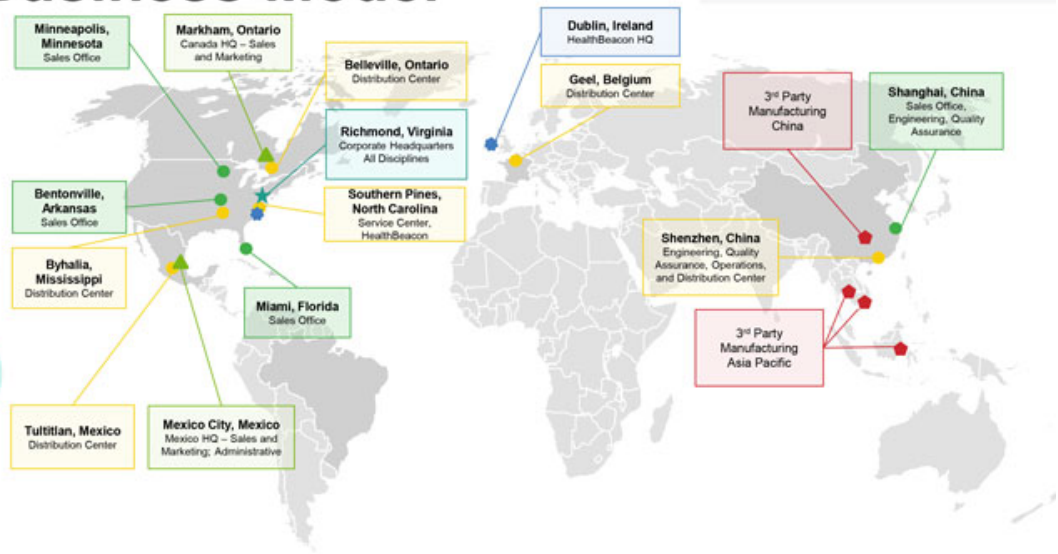 Minneapolis,
Minnesota
Sales Office
Markham, Ontario
Canada HQ – Sales
and Marketing
Belleville, Ontario
Distribution Center
Richmond, Virginia
Corporate Headquarters
All Disciplines
Bentonville,
Arkansas
Sales Office
Southern Pines,
North Carolina
Service Center,
HealthBeacon
Byhalia,
Mississippi
Distribution Center
Miami, Florida
Sales Office
Tultitlan, Mexico
Distribution Center
Mexico City, Mexico
Mexico HQ – Sales and
Marketing; Administrative
Dublin, Ireland
HealthBeacon HQ
Geel, Belgium
Distribution Center
3rd Party
Manufacturing
China
Shanghai, China
Sales Office,
Engineering, Quality
Assurance
Shenzhen, China
Engineering, Quality
Assurance, Operations,
and Distribution Center
3rd Party
Manufacturing
Asia Pacific